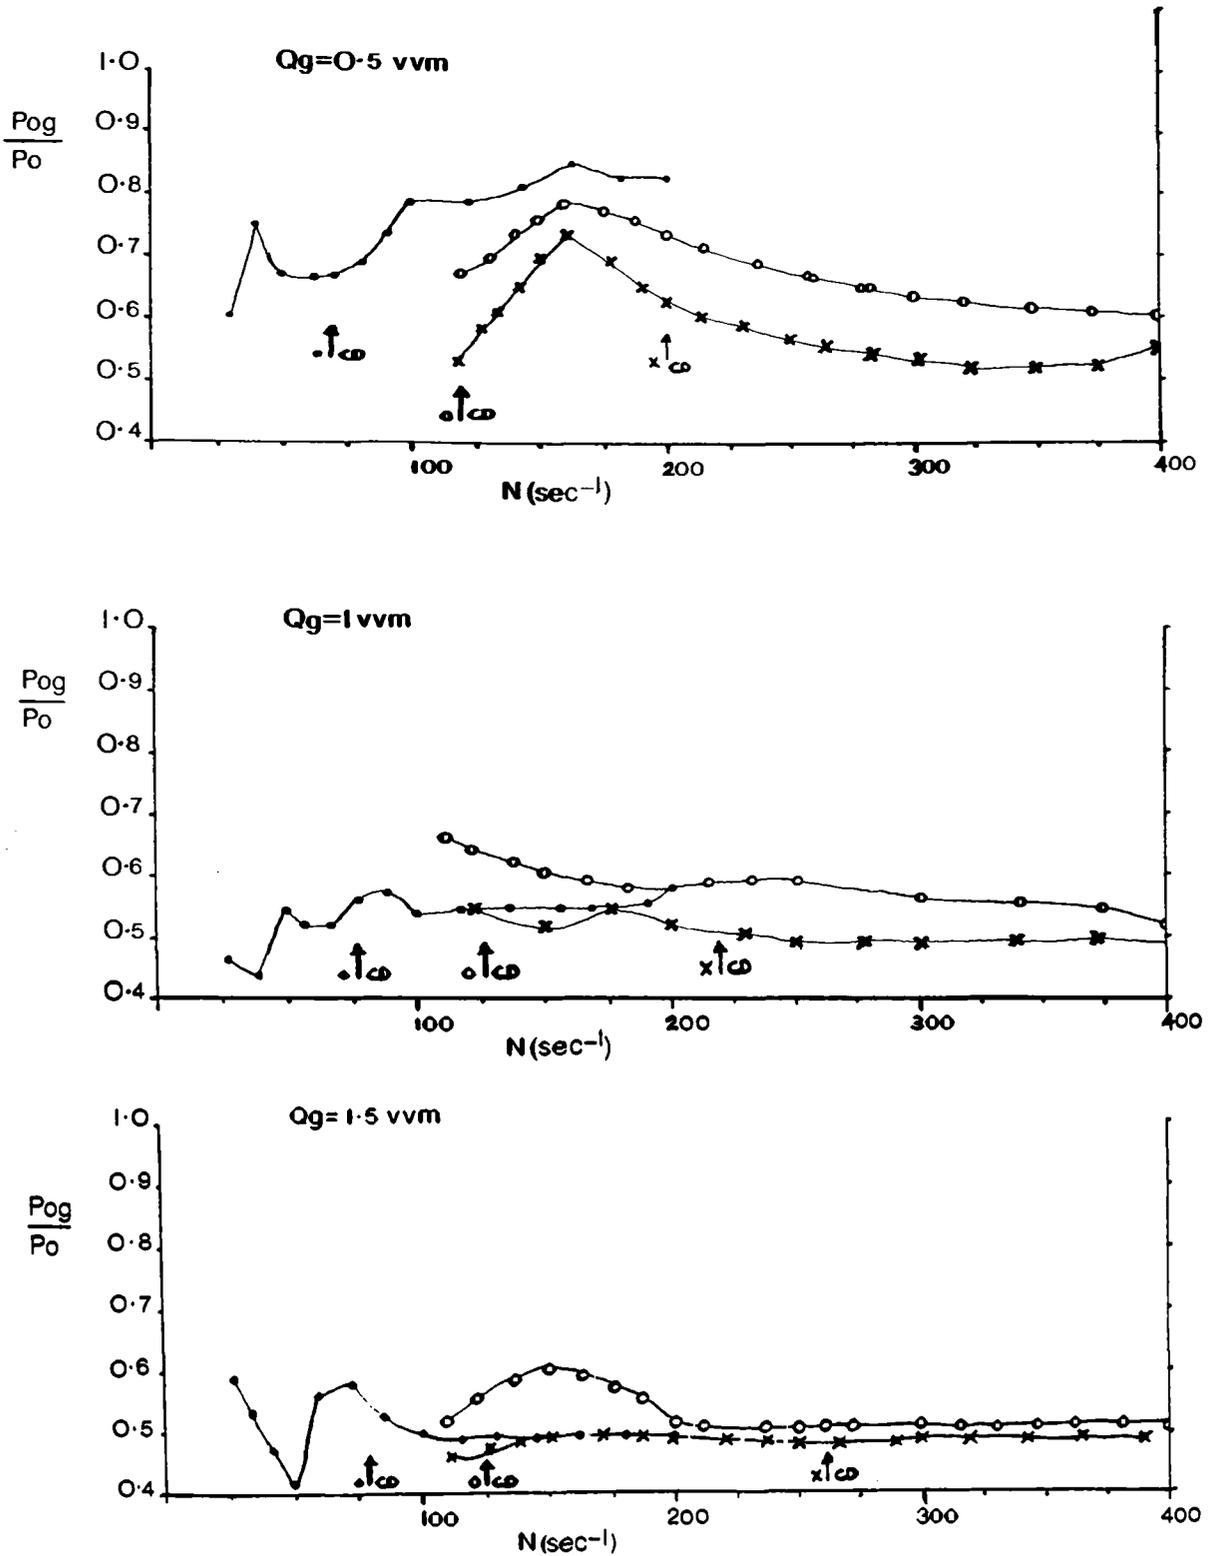 Qg=0·5 vvm
1·0
0·9
Pog
Po
0·8
0·7
0·6
0·5
0·4
• CD
o CD
x CD
100
200
300
400
N (sec⁻¹)
Qg=1 vvm
1·0
0·9
Pog
Po
0·8
0·7
0·6
0·5
0·4
• CD
o CD
x CD
100
200
300
400
N (sec⁻¹)
Qg= 1·5 vvm
1·0
0·9
Pog
Po
0·8
0·7
0·6
0·5
0·4
• CD
o CD
x CD
100
200
300
400
N (sec⁻¹)